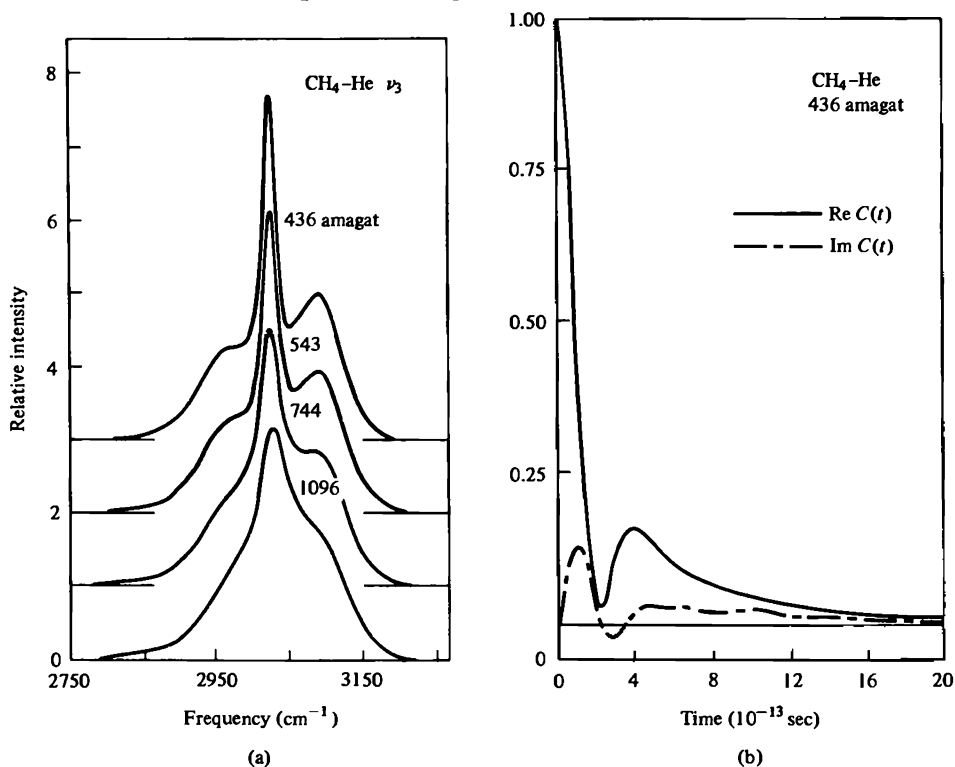 CH₄–He ν₃
436 amagat
543
744
1096
8
6
4
2
0
Relative intensity
2750
2950
3150
Frequency (cm⁻¹)
(a)
CH₄–He
436 amagat
Re C(t)
Im C(t)
1.00
0.75
0.50
0.25
0
0
4
8
12
16
20
Time (10⁻¹³ sec)
(b)